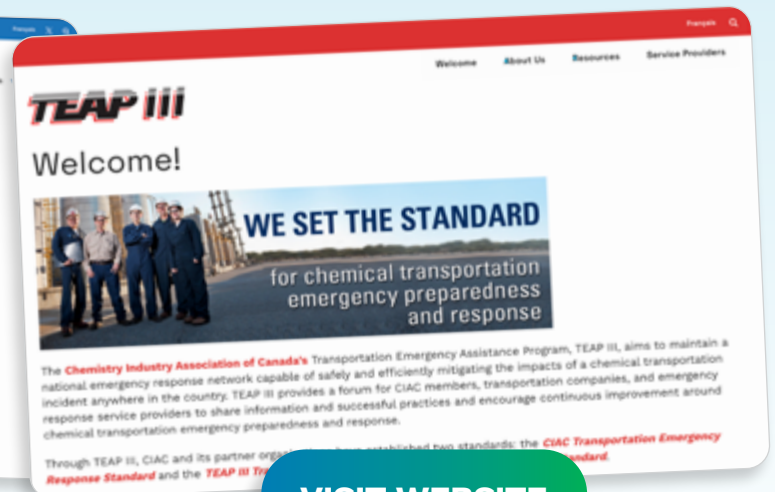 Français
Français
Welcome About Us Resources Service Providers
TEAP III
Welcome!
WE SET THE STANDARD
for chemical transportation
emergency preparedness
and response
The Chemistry Industry Association of Canada's Transportation Emergency Assistance Program, TEAP III, aims to maintain a
national emergency response network capable of safely and efficiently mitigating the impacts of a chemical transportation
incident anywhere in the country. TEAP III provides a forum for CIAC members, transportation companies, and emergency
response service providers to share information and successful practices and encourage continuous improvement around
chemical transportation emergency preparedness and response.
Through TEAP III, CIAC and its partner have established two standards: the CIAC Transportation Emergency
Response Standard and the TEAP III
VISIT WEBSITE